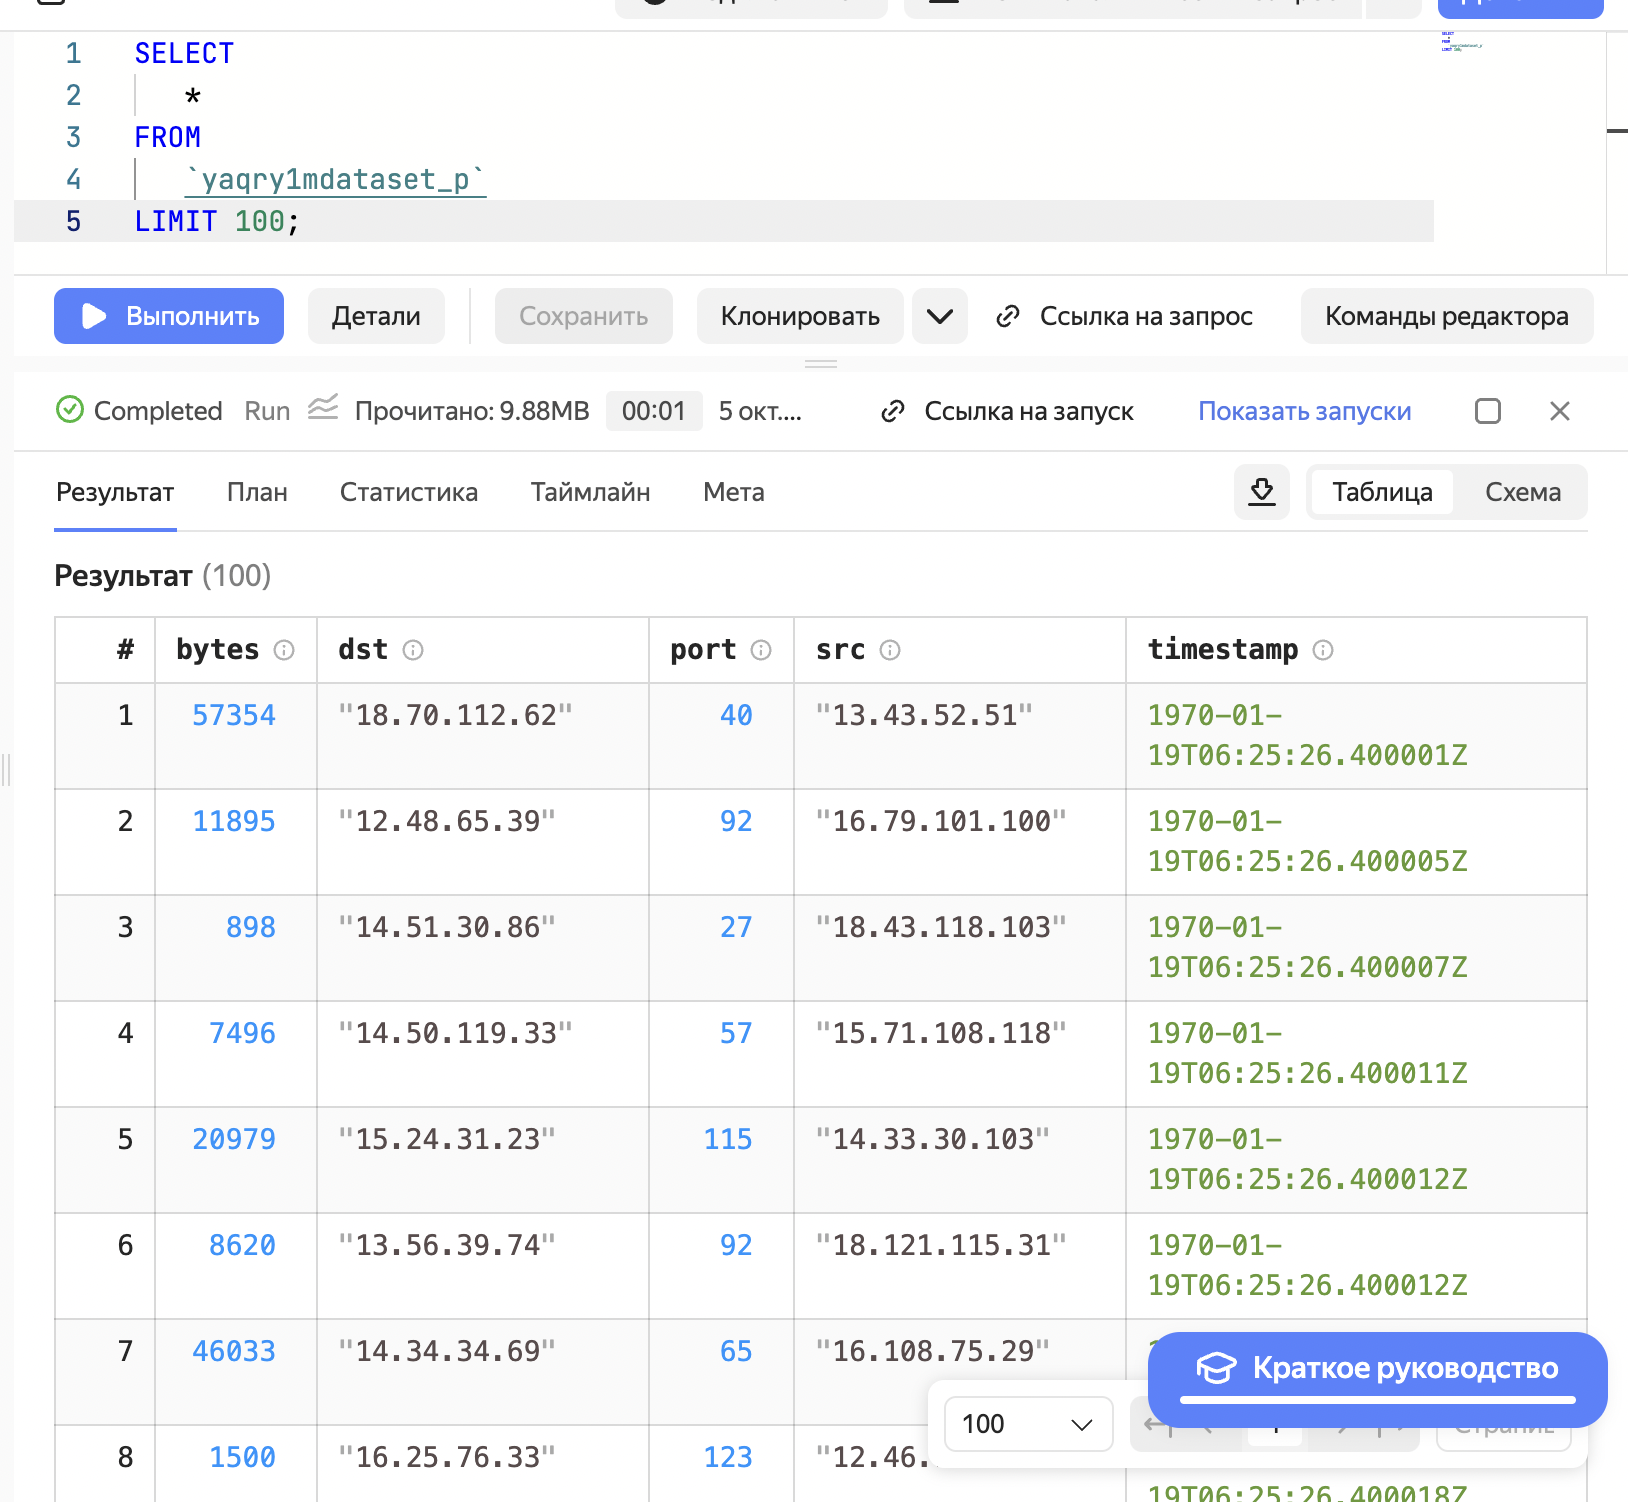 1 SELECT
2 *
3 FROM
4 `yaqry1mdataset_p`
5 LIMIT 100;
Выполнить Детали Сохранить Клонировать Ссылка на запрос Команды редактора
Completed Run Прочитано: 9.88MB 00:01 5 окт.... Ссылка на запуск Показать запуски
Результат План Статистика Таймлайн Мета Таблица Схема
Результат (100)
# bytes dst port src timestamp
1 57354 "18.70.112.62" 40 "13.43.52.51" 1970-01-
19T06:25:26.400001Z
2 11895 "12.48.65.39" 92 "16.79.101.100" 1970-01-
19T06:25:26.400005Z
3 898 "14.51.30.86" 27 "18.43.118.103" 1970-01-
19T06:25:26.400007Z
4 7496 "14.50.119.33" 57 "15.71.108.118" 1970-01-
19T06:25:26.400011Z
5 20979 "15.24.31.23" 115 "14.33.30.103" 1970-01-
19T06:25:26.400012Z
6 8620 "13.56.39.74" 92 "18.121.115.31" 1970-01-
19T06:25:26.400012Z
7 46033 "14.34.34.69" 65 "16.108.75.29"
Краткое руководство
100
8 1500 "16.25.76.33" 123 "12.46.
19T06:25:26.400018Z